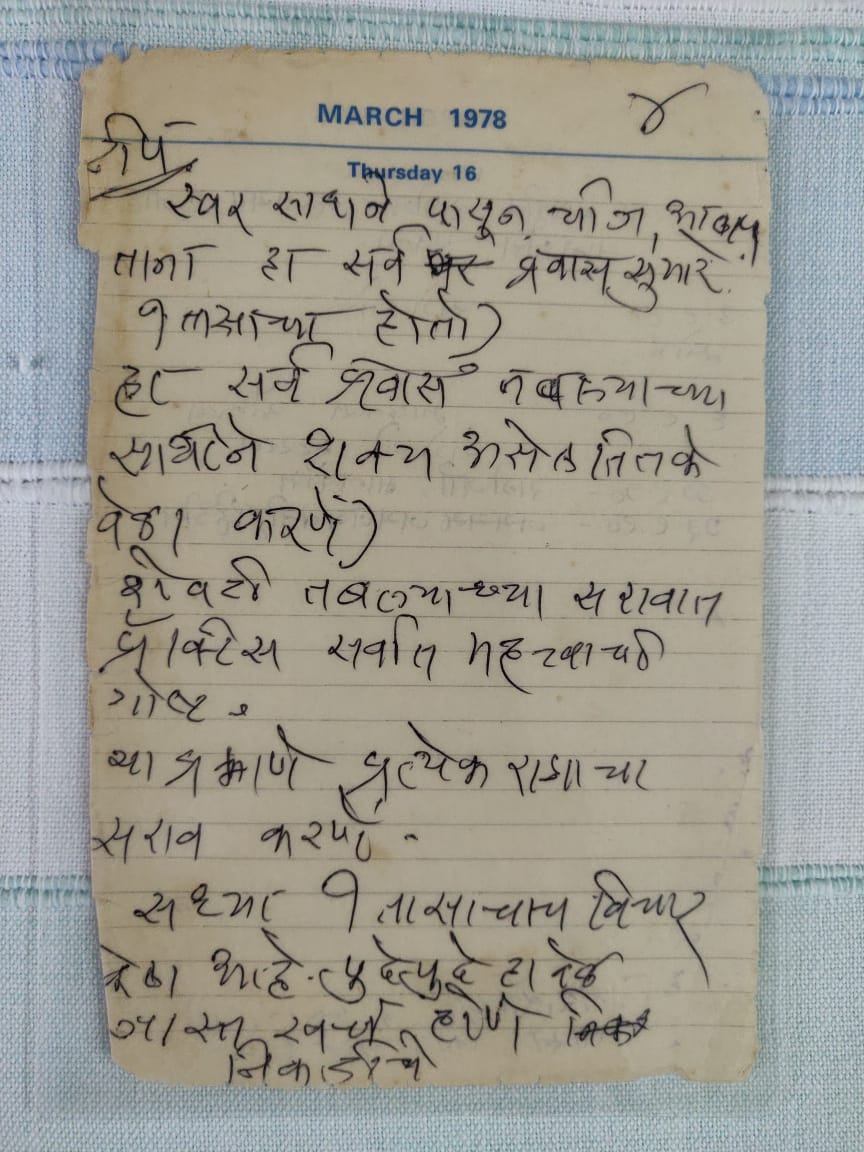 MARCH 1978
४
टीप
Thursday 16
स्वर साधने पासून, चीज, आलाप,
ताना हा सर्व प्रवास सुमारे
१ तासाचा होतो)
हा सर्व प्रवास तबल्याच्या
साथीने शक्य असेल तितके
वेळा करणे)
शेवटी तबल्याच्या सरावात
प्रॅक्टिस सर्वात महत्वाची
गोष्ट.
या प्रमाणे प्रत्येक रागाचा
सराव करणे.
सध्या १ तासाचाच विचार
केला आहे. पुढेपुढे हा वेळ
जास्त खर्च होणे
निकडीचे